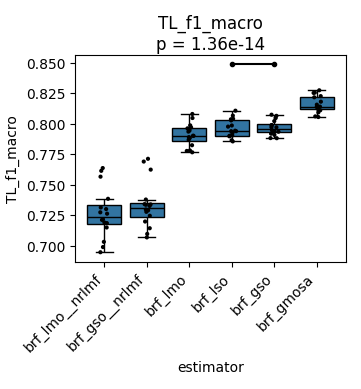 TL_f1_macro
p = 1.36e-14
TL_f1_macro
0.850
0.825
0.800
0.775
0.750
0.725
0.700
brf_lmo__nrlmf
brf_gso__nrlmf
brf_lmo
brf_lso
brf_gso
brf_gmosa
estimator